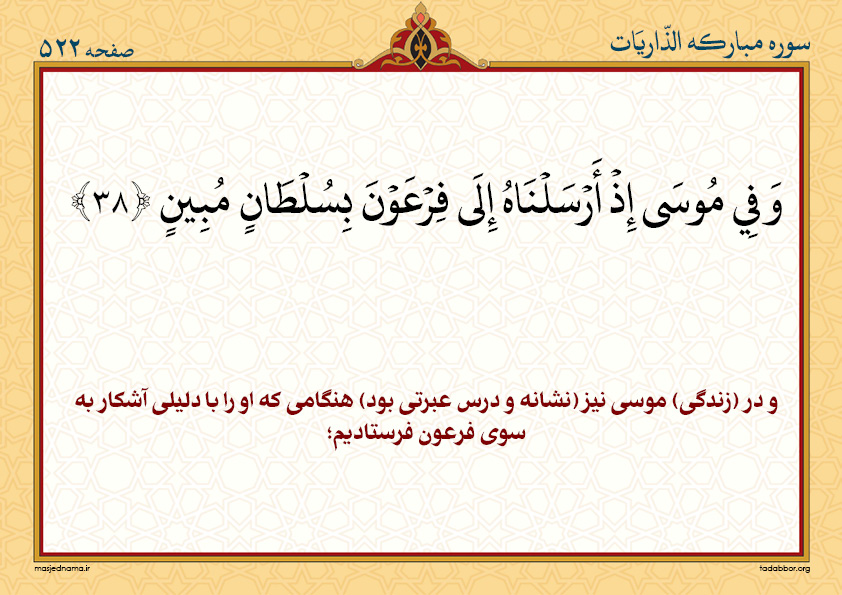 سوره مبارکه الذّاریَات
صفحه ۵۲۲
وَفِي مُوسَى إِذْ أَرْسَلْنَاهُ إِلَى فِرْعَوْنَ بِسُلْطَانٍ مُبِينٍ ﴿۳۸﴾
و در (زندگی) موسی نیز (نشانه و درس عبرتی بود) هنگامی که او را با دلیلی آشکار به
سوی فرعون فرستادیم؛
masjednama.ir
tadabbor.org